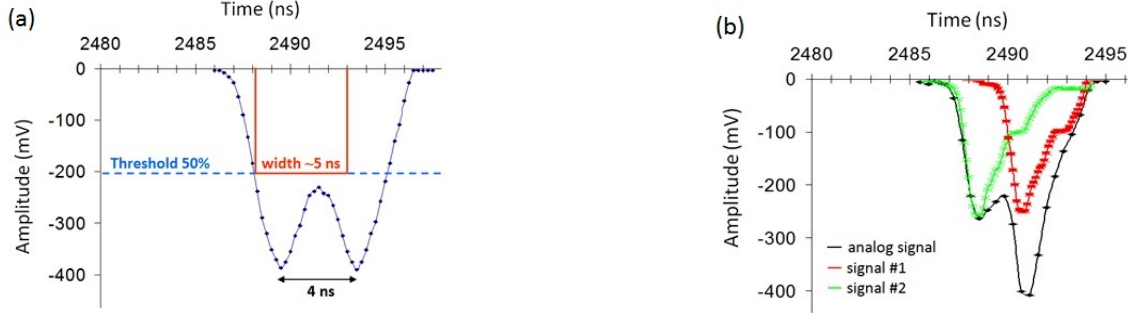 (a)
Time (ns)
2480 2485 2490 2495
0
-100
-200
-300
-400
Amplitude (mV)
Threshold 50%
width ~5 ns
4 ns
(b)
Time (ns)
2480 2485 2490 2495
0
-100
-200
-300
-400
Amplitude (mV)
analog signal
signal #1
signal #2